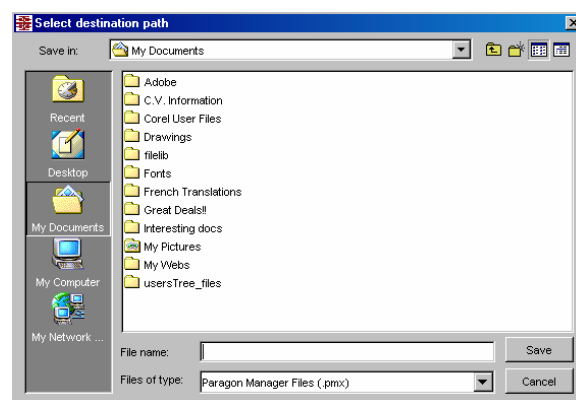 Select destination path
Save in: My Documents
Recent
Desktop
My Documents
My Computer
My Network ...
Adobe
C.V. Information
Corel User Files
Drawings
filelib
Fonts
French Translations
Great Deals!!
Interesting docs
My Pictures
My Webs
usersTree_files
File name: Save
Files of type: Paragon Manager Files (.pmx) Cancel